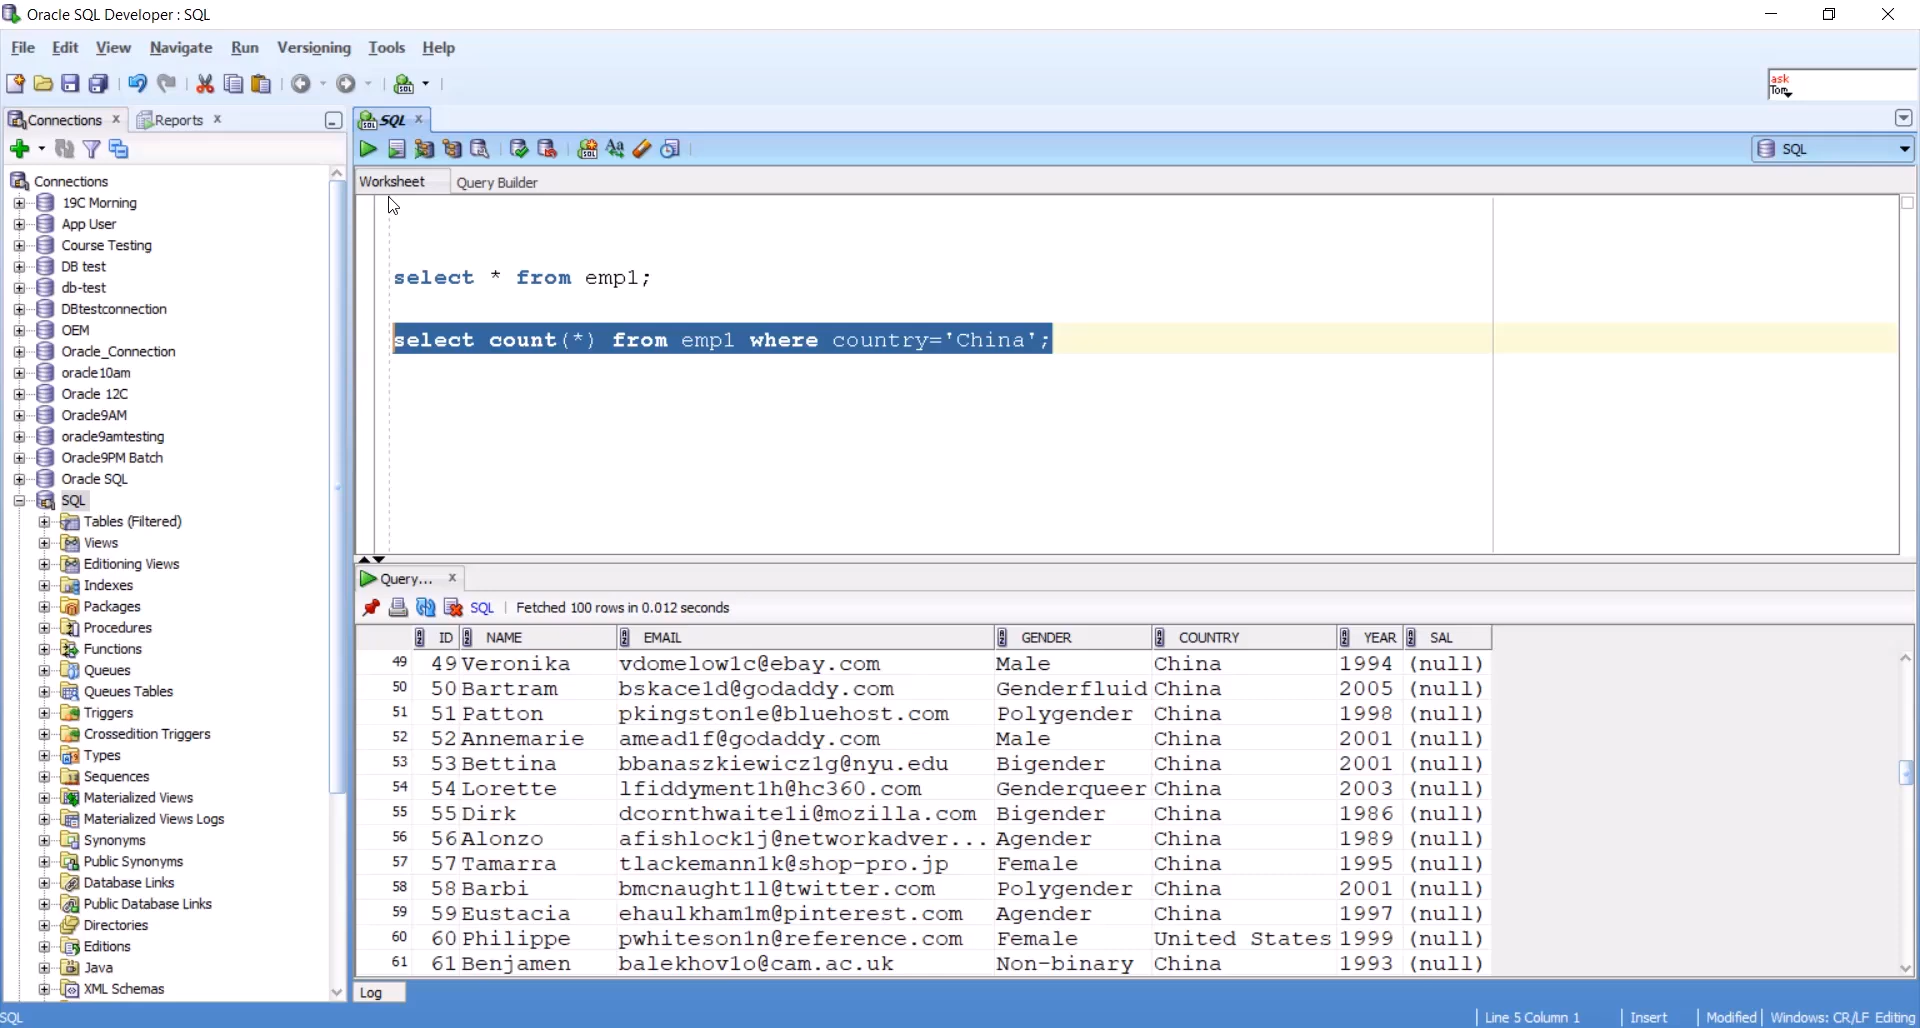 Oracle SQL Developer : SQL
File Edit View Navigate Run Versioning Tools Help
ask
Tom
Connections x Reports x
SQL x
SQL
Worksheet Query Builder
Connections
19C Morning
App User
Course Testing
DB test
db-test
DBtestconnection
OEM
Oracle_Connection
oracle10am
Oracle 12C
Oracle9AM
oracle9amtesting
Oracle9PM Batch
Oracle SQL
SQL
Tables (Filtered)
Views
Editioning Views
Indexes
Packages
Procedures
Functions
Queues
Queues Tables
Triggers
Crossedition Triggers
Types
Sequences
Materialized Views
Materialized Views Logs
Synonyms
Public Synonyms
Database Links
Public Database Links
Directories
Editions
Java
XML Schemas
select * from emp1;
select count(*) from emp1 where country='China';
Query... x
SQL | Fetched 100 rows in 0.012 seconds
ID NAME EMAIL GENDER COUNTRY YEAR SAL
49 49 Veronika vdomelow1c@ebay.com Male China 1994 (null)
50 50 Bartram bskace1d@godaddy.com Genderfluid China 2005 (null)
51 51 Patton pkingston1e@bluehost.com Polygender China 1998 (null)
52 52 Annemarie amead1f@godaddy.com Male China 2001 (null)
53 53 Bettina bbanaszkiewicz1g@nyu.edu Bigender China 2001 (null)
54 54 Lorette lfiddyment1h@hc360.com Genderqueer China 2003 (null)
55 55 Dirk dcornthwaite1i@mozilla.com Bigender China 1986 (null)
56 56 Alonzo afishlock1j@networkadver... Agender China 1989 (null)
57 57 Tamarra tlackemann1k@shop-pro.jp Female China 1995 (null)
58 58 Barbi bmcnaught1l@twitter.com Polygender China 2001 (null)
59 59 Eustacia ehaulkham1m@pinterest.com Agender China 1997 (null)
60 60 Philippe pwhiteson1n@reference.com Female United States 1999 (null)
61 61 Benjamen balekhov1o@cam.ac.uk Non-binary China 1993 (null)
Log
SQL
Line 5 Column 1 | Insert | Modified | Windows: CR/LF Editing